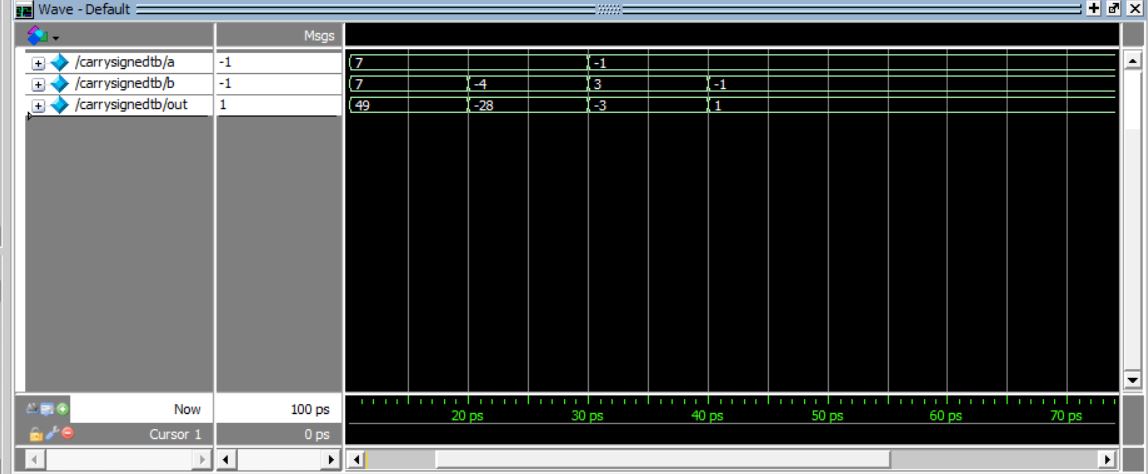 Wave - Default
Msgs
/carrysignedtb/a -1 7 -1
/carrysignedtb/b -1 7 -4 3 -1
/carrysignedtb/out 1 49 -28 -3 1
Now 100 ps 20 ps 30 ps 40 ps 50 ps 60 ps 70 ps
Cursor 1 0 ps